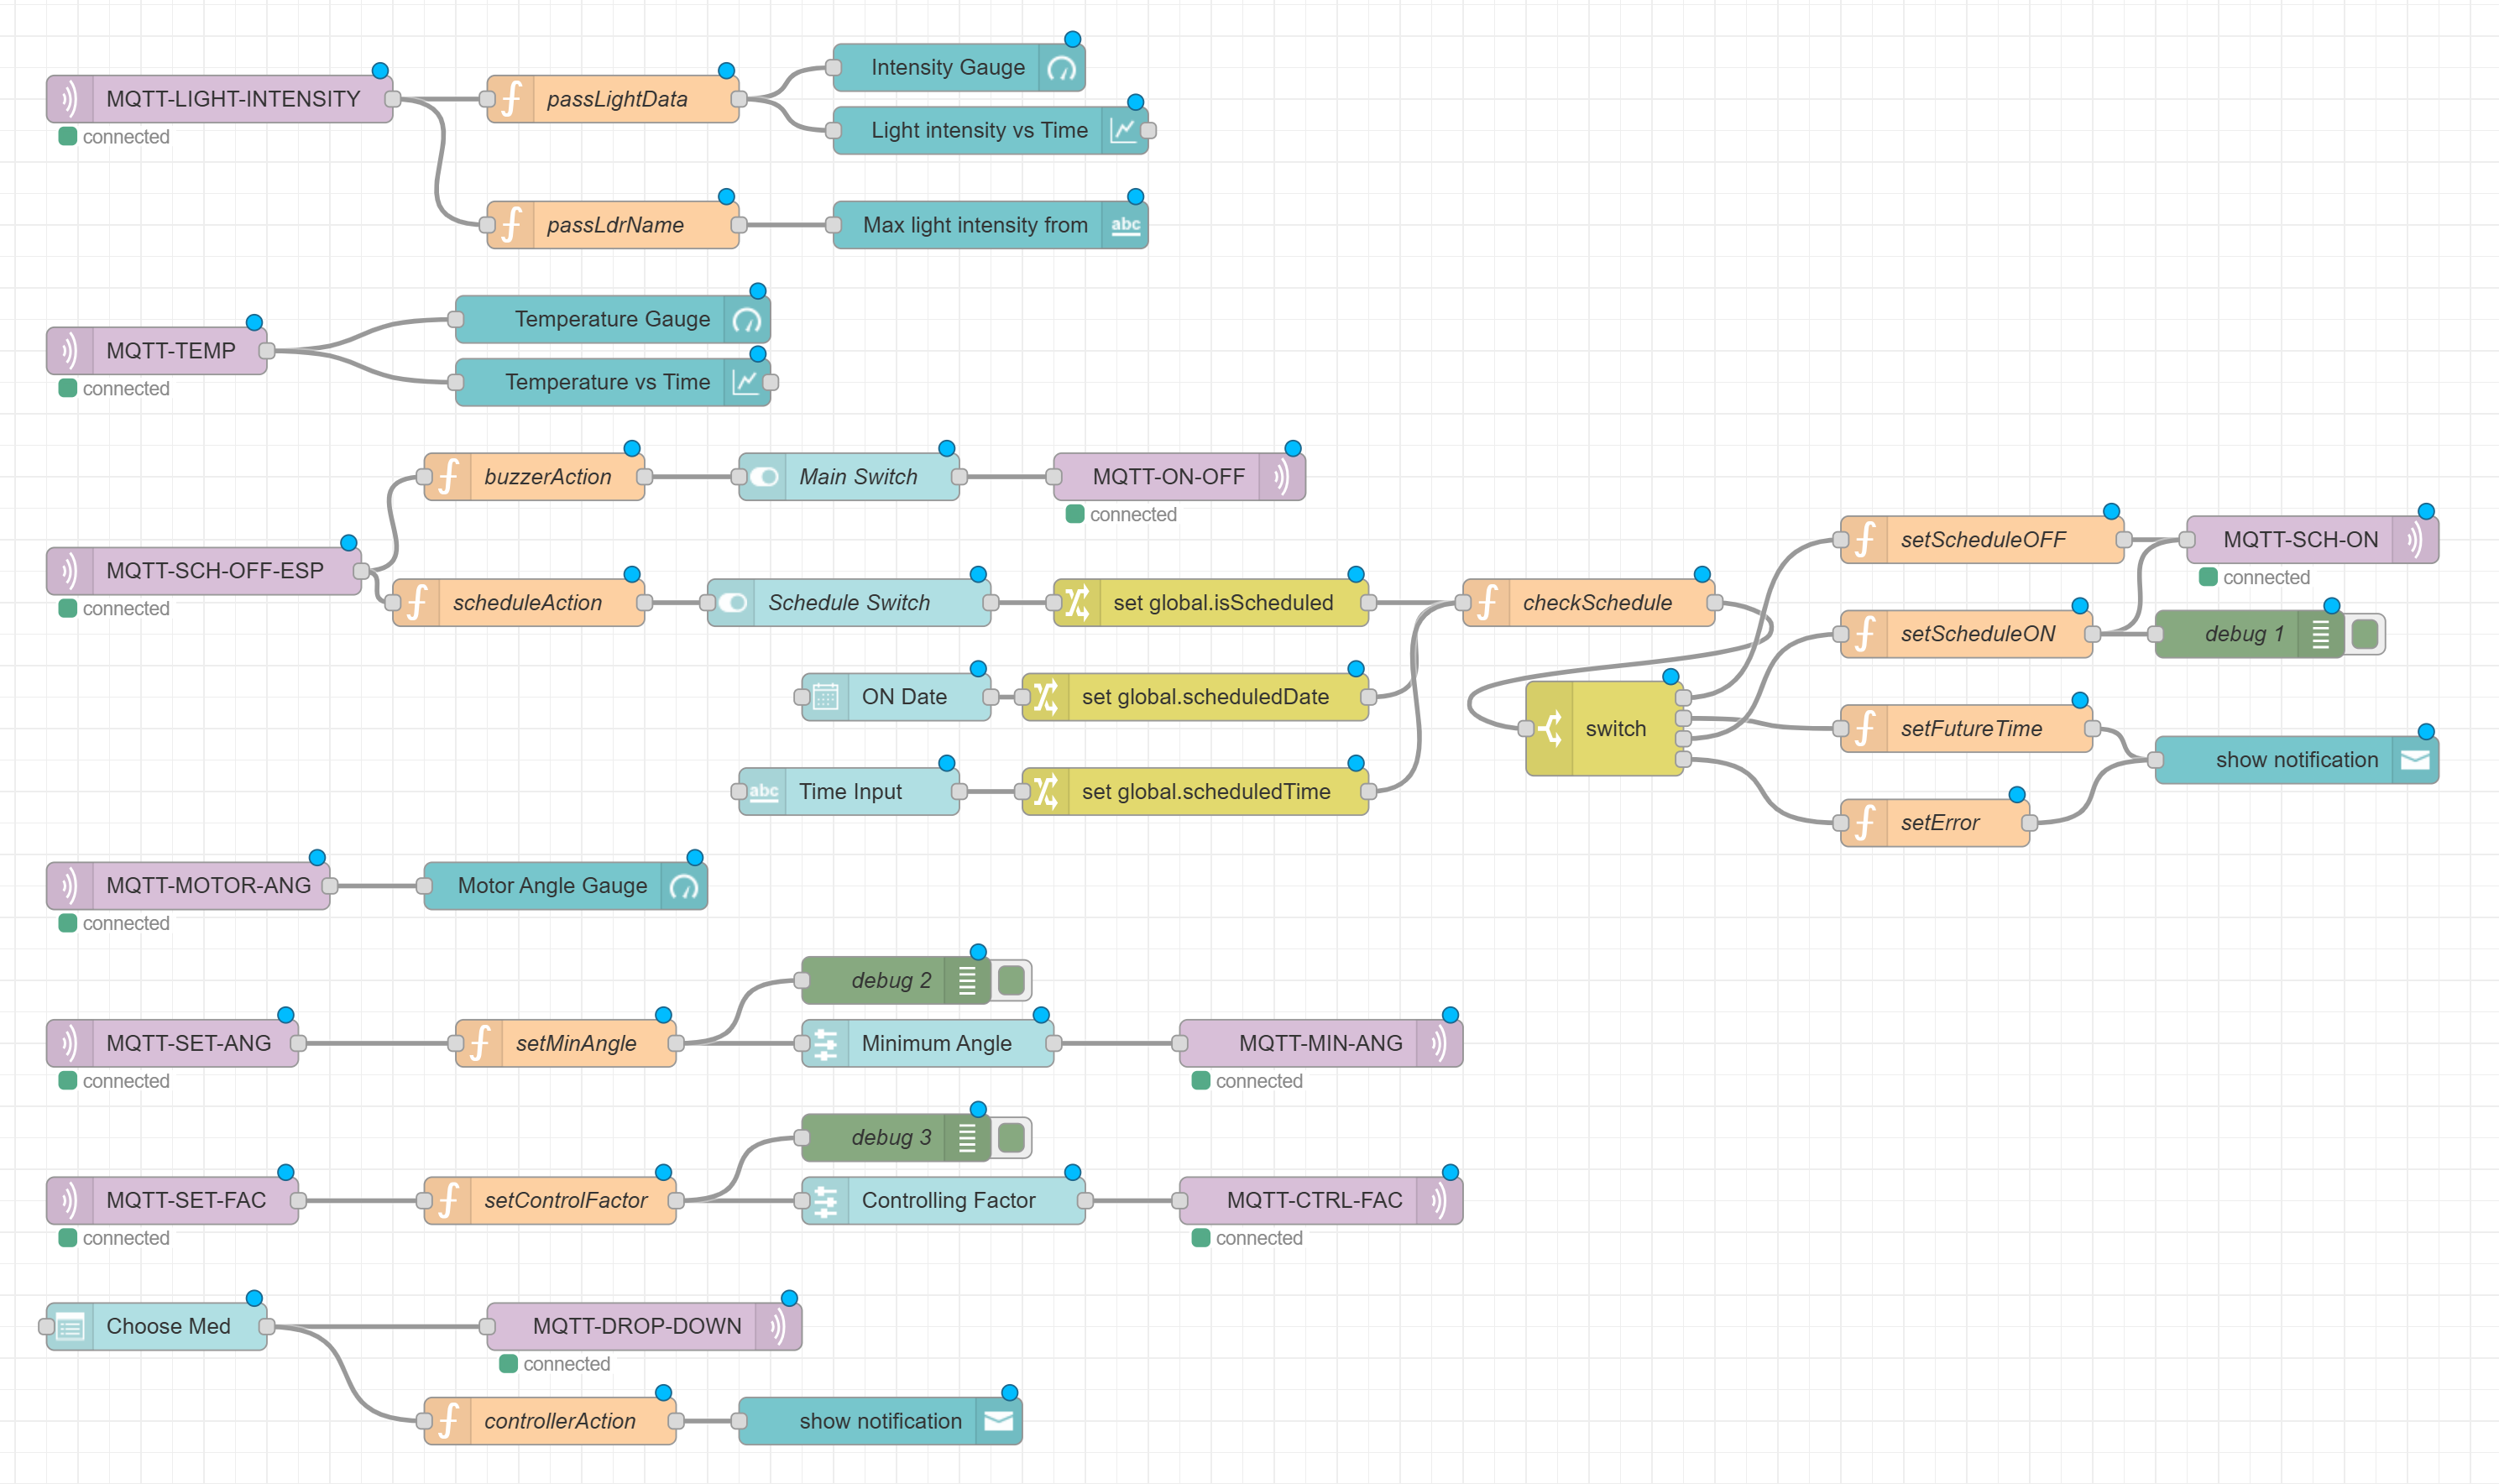 Intensity Gauge
MQTT-LIGHT-INTENSITY
passLightData
Light intensity vs Time
abc
connected
passLdrName
Max light intensity from
Temperature Gauge
MQTT-TEMP
Temperature vs Time
connected
buzzerAction
Main Switch
MQTT-ON-OFF
connected
MQTT-SCH-OFF-ESP
connected
scheduleAction
Schedule Switch
set global.isScheduled
checkSchedule
setScheduleOFF
MQTT-SCH-ON
connected
setScheduleON
debug 1
ON Date
set global.scheduledDate
switch
setFutureTime
show notification
abc
Time Input
set global.scheduledTime
setError
MQTT-MOTOR-ANG
Motor Angle Gauge
connected
debug 2
MQTT-SET-ANG
setMinAngle
Minimum Angle
MQTT-MIN-ANG
connected
connected
debug 3
MQTT-SET-FAC
setControlFactor
Controlling Factor
MQTT-CTRL-FAC
connected
connected
Choose Med
MQTT-DROP-DOWN
connected
controllerAction
show notification